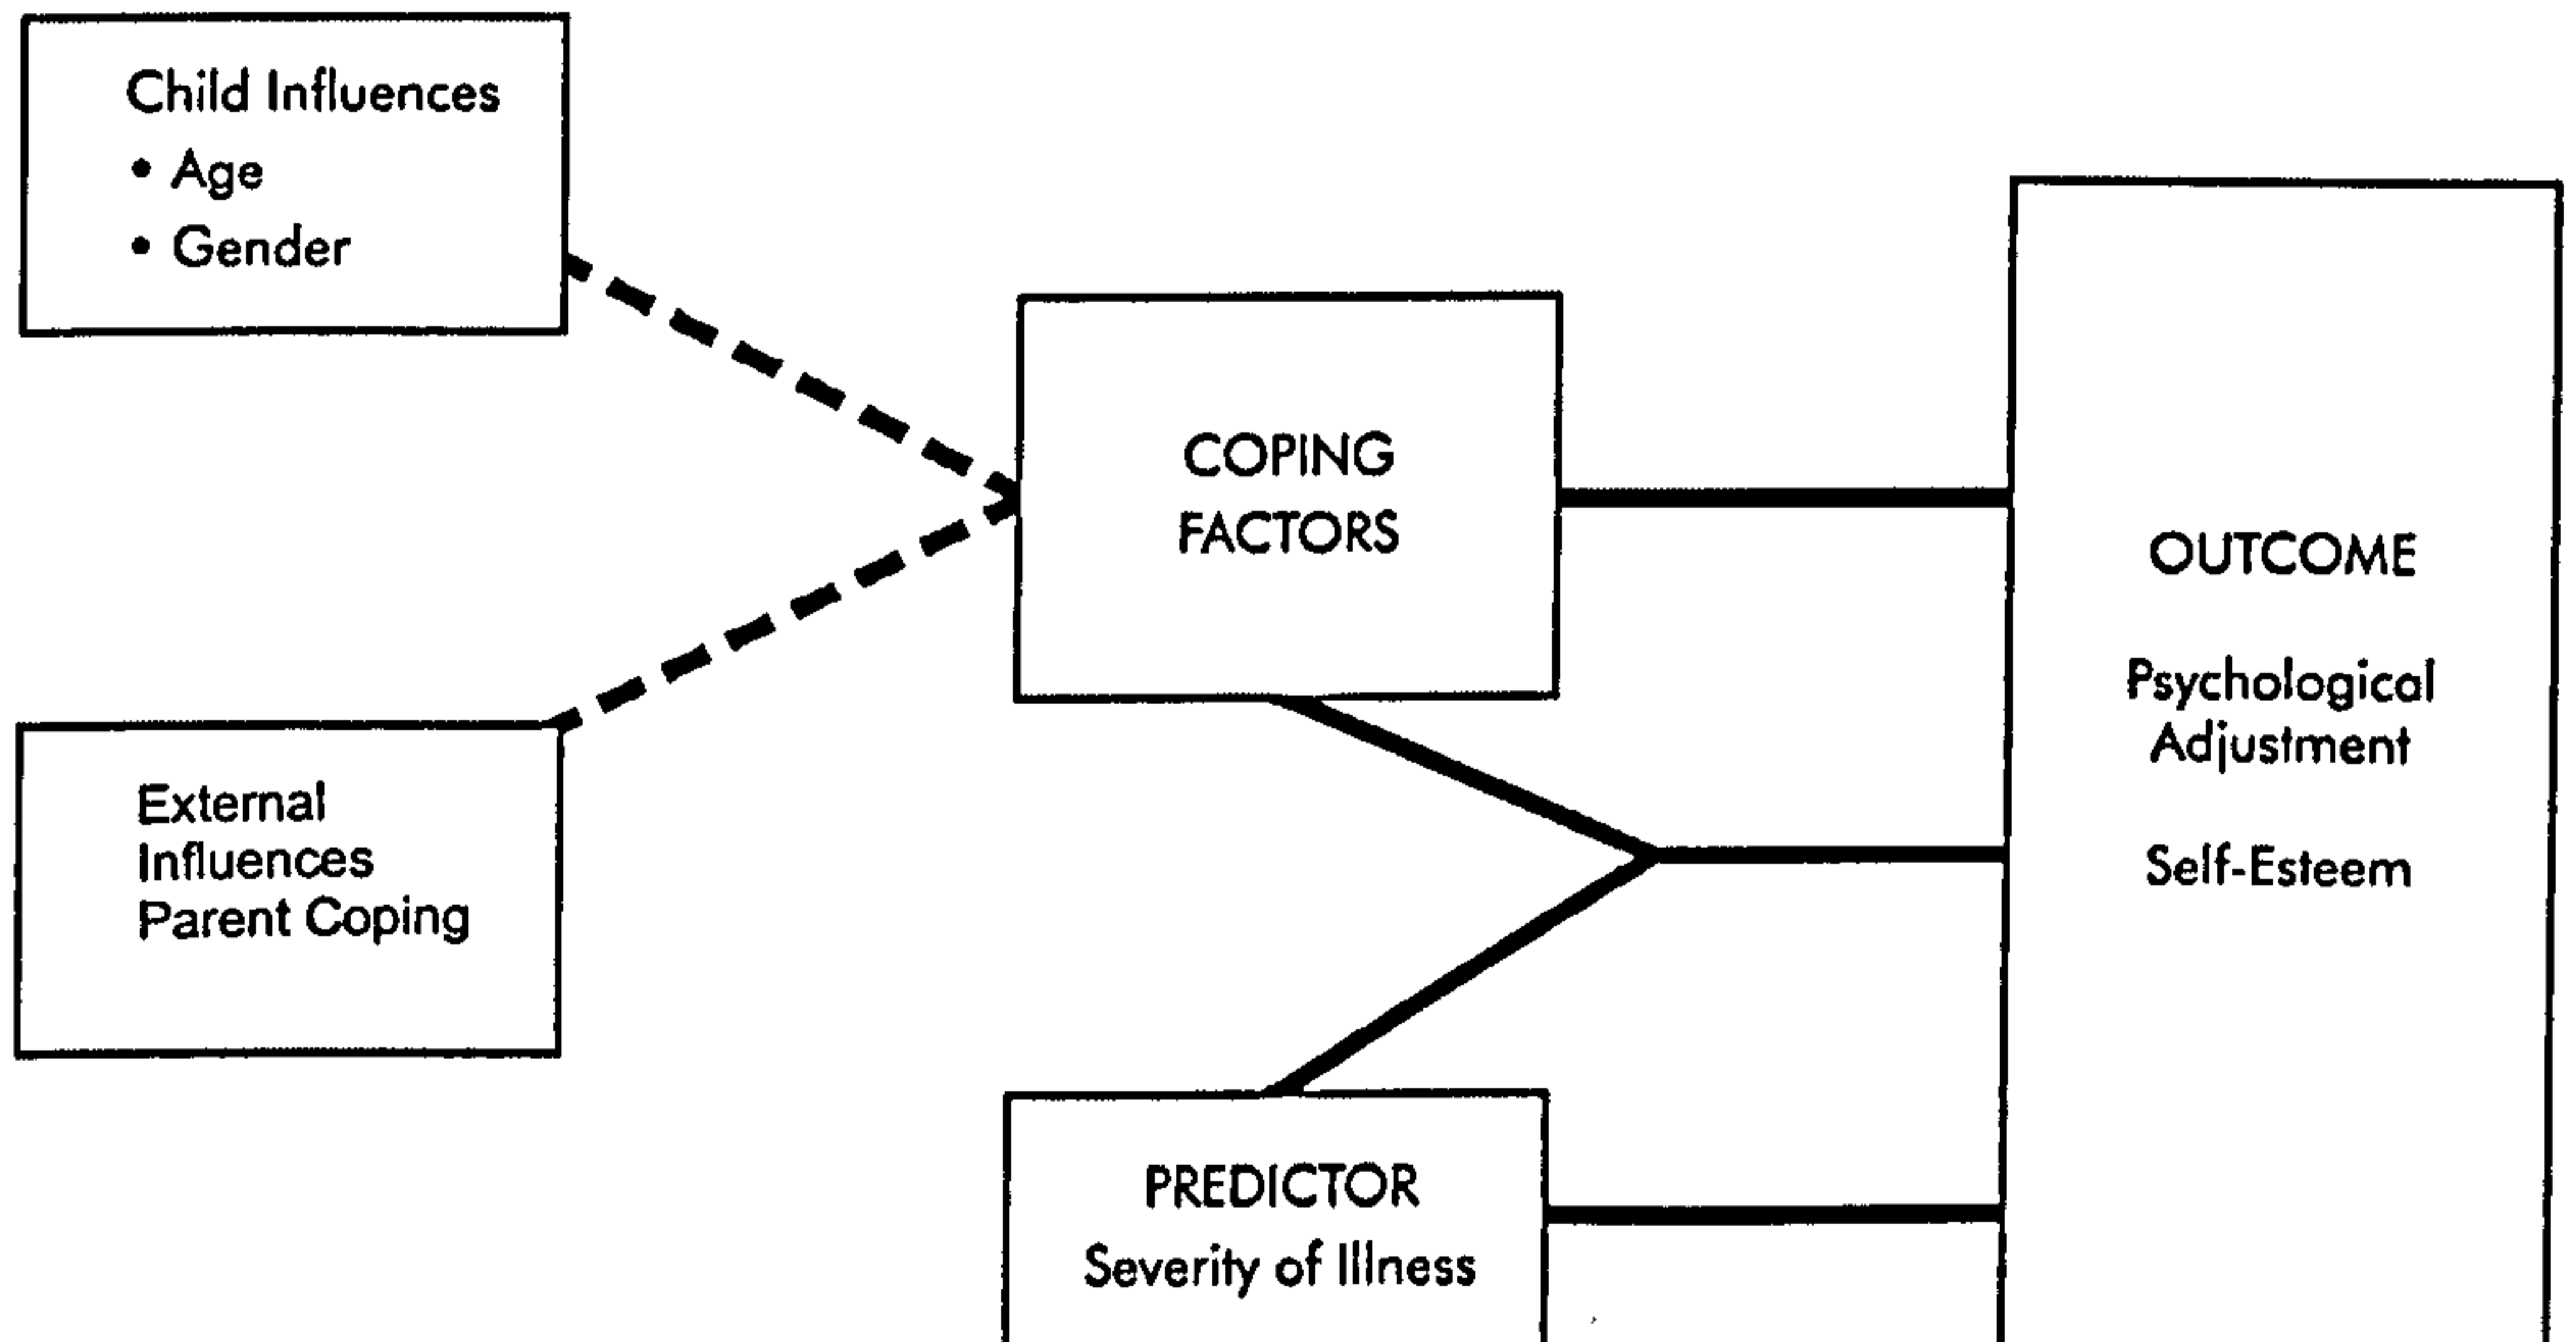 Child Influences
• Age
• Gender
COPING
FACTORS
External
Influences
Parent Coping
OUTCOME
Psychological
Adjustment
Self-Esteem
PREDICTOR
Severity of Illness